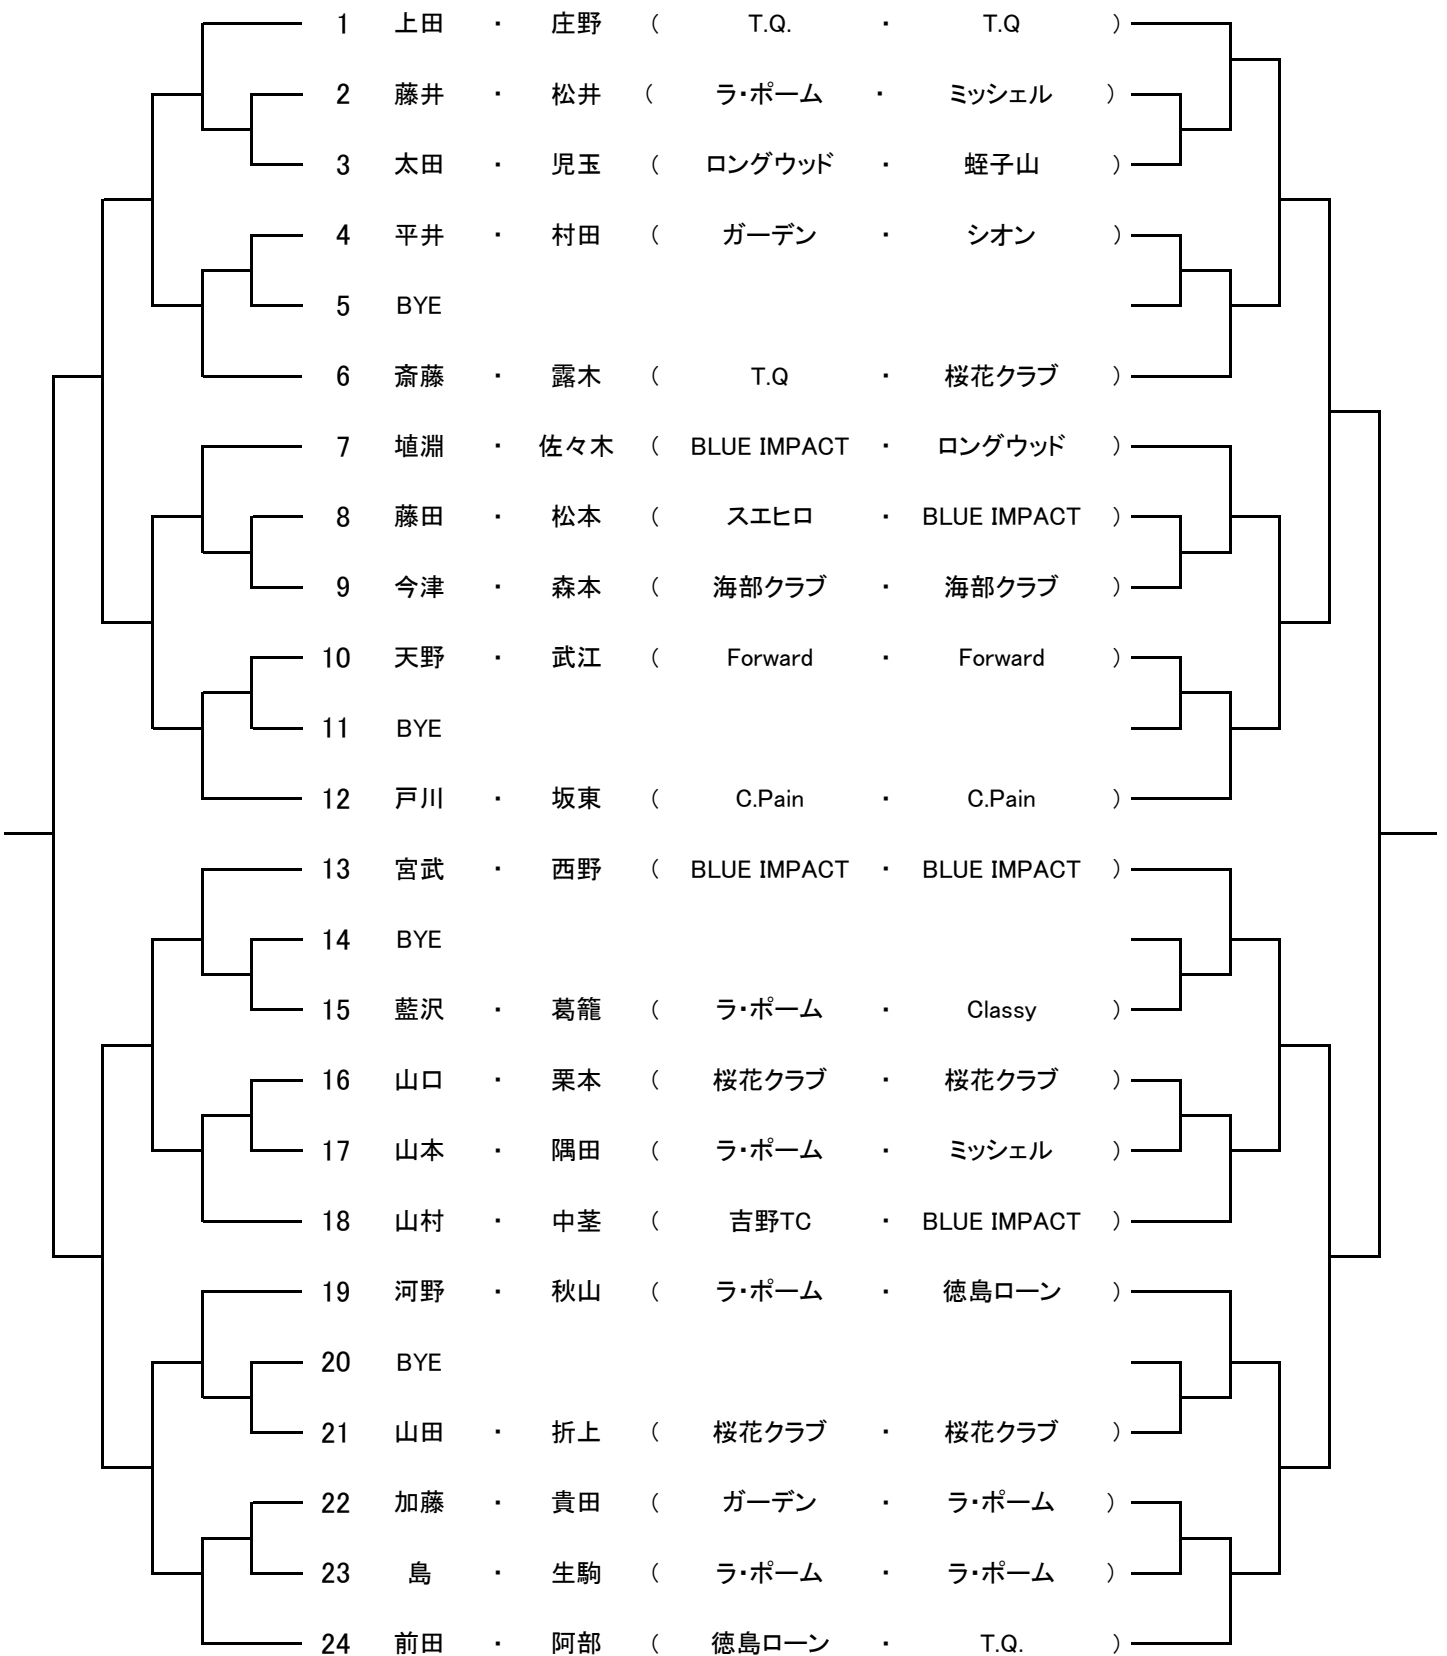 1 上田 ・ 庄野 ( T.Q. ・ T.Q )
2 藤井 ・ 松井 ( ラ・ポーム ・ ミッシェル )
3 太田 ・ 児玉 ( ロングウッド ・ 蛭子山 )
4 平井 ・ 村田 ( ガーデン ・ シオン )
5 BYE
6 斎藤 ・ 露木 ( T.Q ・ 桜花クラブ )
7 埴淵 ・ 佐々木 ( BLUE IMPACT ・ ロングウッド )
8 藤田 ・ 松本 ( スエヒロ ・ BLUE IMPACT )
9 今津 ・ 森本 ( 海部クラブ ・ 海部クラブ )
10 天野 ・ 武江 ( Forward ・ Forward )
11 BYE
12 戸川 ・ 坂東 ( C.Pain ・ C.Pain )
13 宮武 ・ 西野 ( BLUE IMPACT ・ BLUE IMPACT )
14 BYE
15 藍沢 ・ 葛籠 ( ラ・ポーム ・ Classy )
16 山口 ・ 栗本 ( 桜花クラブ ・ 桜花クラブ )
17 山本 ・ 隅田 ( ラ・ポーム ・ ミッシェル )
18 山村 ・ 中茎 ( 吉野TC ・ BLUE IMPACT )
19 河野 ・ 秋山 ( ラ・ポーム ・ 徳島ローン )
20 BYE
21 山田 ・ 折上 ( 桜花クラブ ・ 桜花クラブ )
22 加藤 ・ 貴田 ( ガーデン ・ ラ・ポーム )
23 島 ・ 生駒 ( ラ・ポーム ・ ラ・ポーム )
24 前田 ・ 阿部 ( 徳島ローン ・ T.Q. )